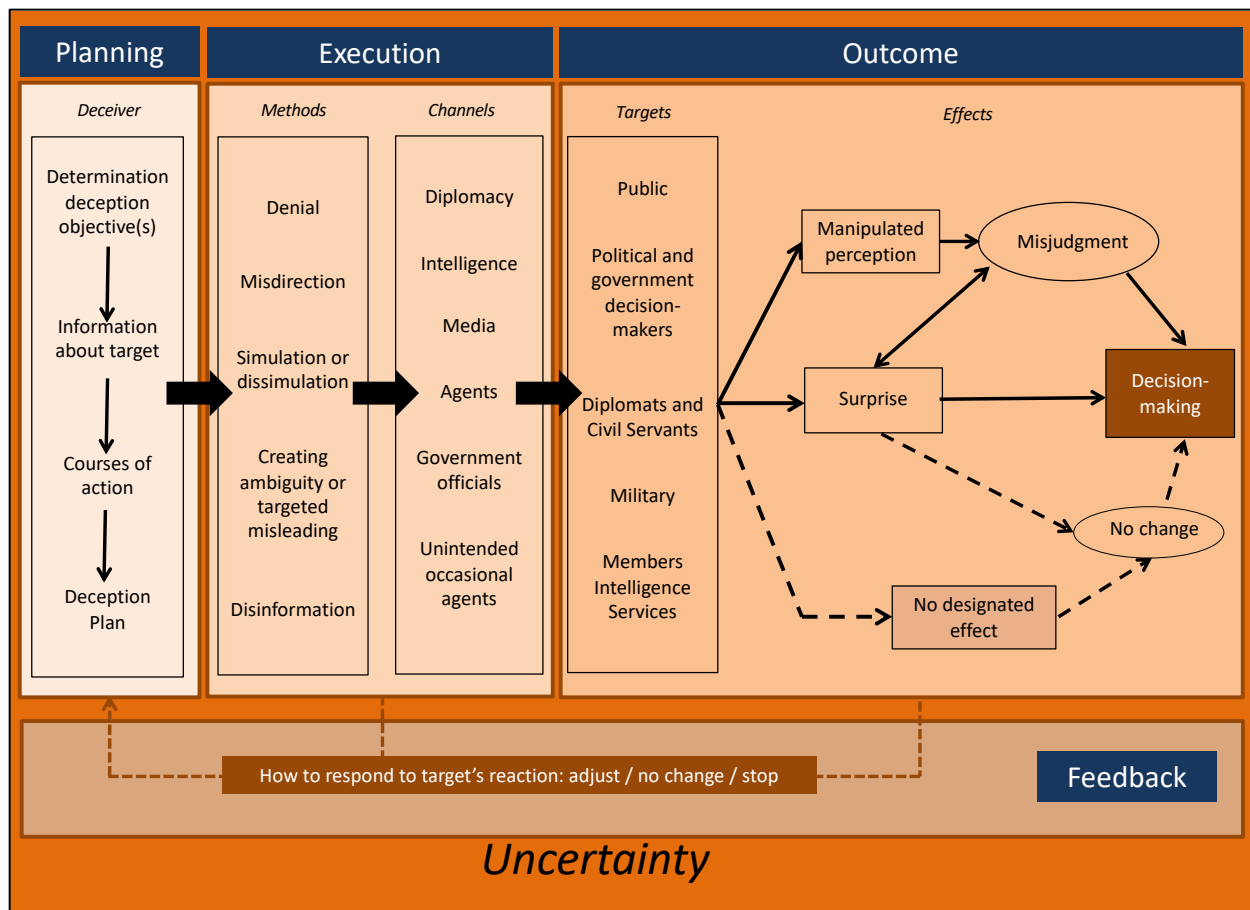 Planning
Execution
Outcome
Deceiver
Methods
Channels
Targets
Effects
Determination
deception
objective(s)
Information
about target
Courses of
action
Deception
Plan
Denial
Misdirection
Simulation or
dissimulation
Creating
ambiguity or
targeted
misleading
Disinformation
Diplomacy
Intelligence
Media
Agents
Government
officials
Unintended
occasional
agents
Public
Political and
government
decision-
makers
Diplomats and
Civil Servants
Military
Members
Intelligence
Services
Manipulated
perception
Misjudgment
Surprise
Decision-
making
No change
No designated
effect
How to respond to target’s reaction: adjust / no change / stop
Feedback
Uncertainty